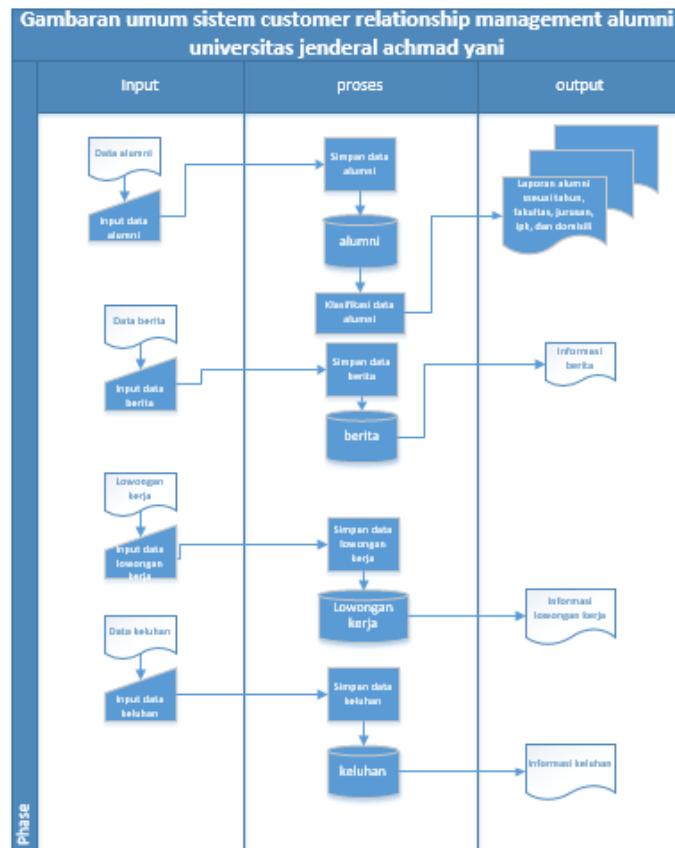 Gambaran umum sistem customer relationship management alumni
universitas jenderal achmad yani
Input
proses
output
Data alumni
Input data
alumni
Simpan data
alumni
alumni
Klasifikasi data
alumni
Laporan alumni
sesuai tahun,
fakultas, jurusan,
ipk, dan domisili
Data berita
Input data
berita
Simpan data
berita
berita
Informasi
berita
Lowongan
kerja
Input data
lowongan
kerja
Simpan data
lowongan
kerja
Lowongan
kerja
Informasi
lowongan kerja
Data keluhan
Input data
keluhan
Simpan data
keluhan
keluhan
Informasi keluhan
Phase